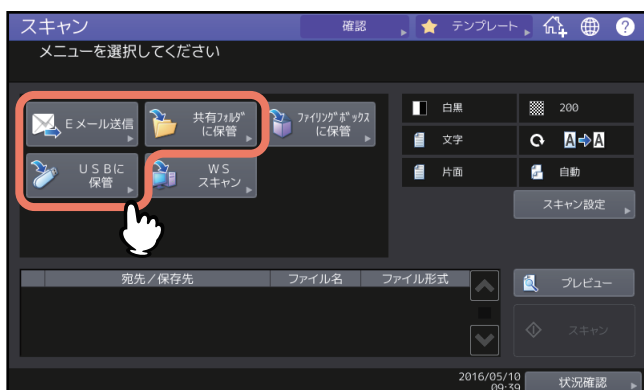 スキャン
確認
テンプレート
メニューを選択してください
Eメール送信
共有フォルダ
に保管
ファイリングボックス
に保管
USBに
保管
WS
スキャン
白黒
200
文字
A A
片面
自動
スキャン設定
宛先/保存先
ファイル名
ファイル形式
プレビュー
スキャン
2016/05/10
09:39
状況確認